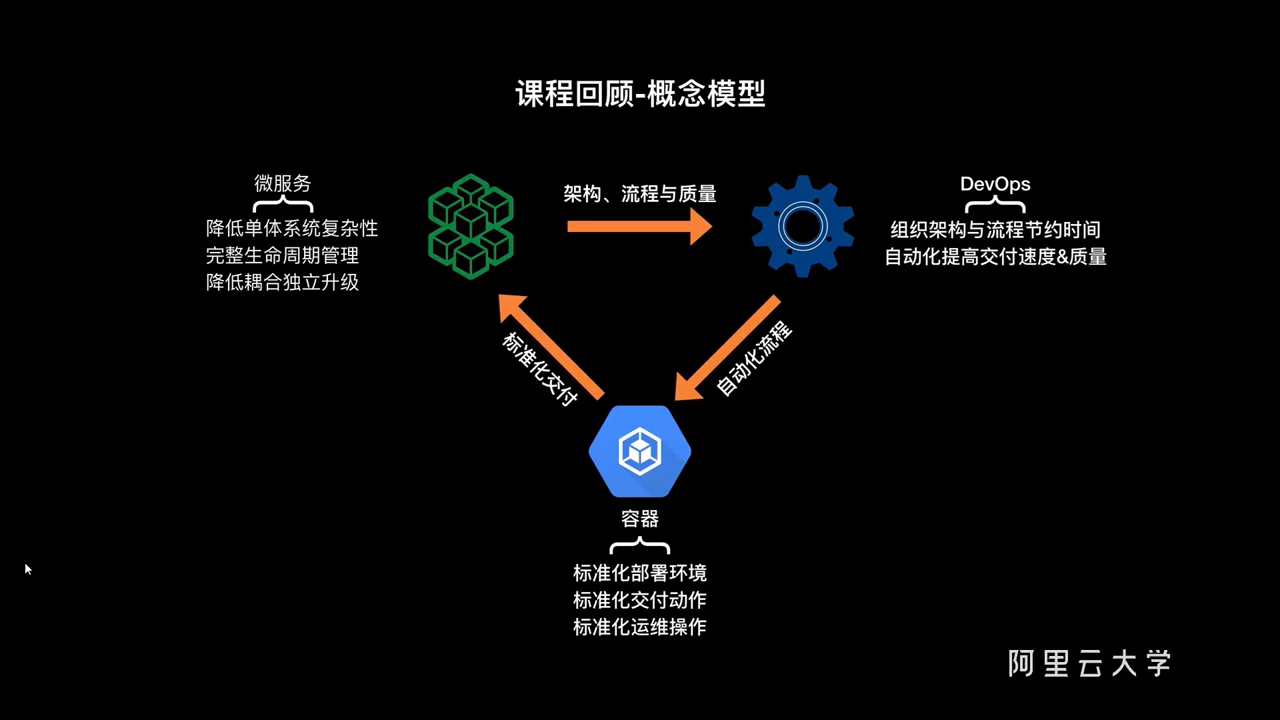 课程回顾-概念模型
微服务
降低单体系统复杂性
完整生命周期管理
降低耦合独立升级
架构、流程与质量
DevOps
组织架构与流程节约时间
自动化提高交付速度&质量
标准化交付
自动化流程
容器
标准化部署环境
标准化交付动作
标准化运维操作
阿里云大学